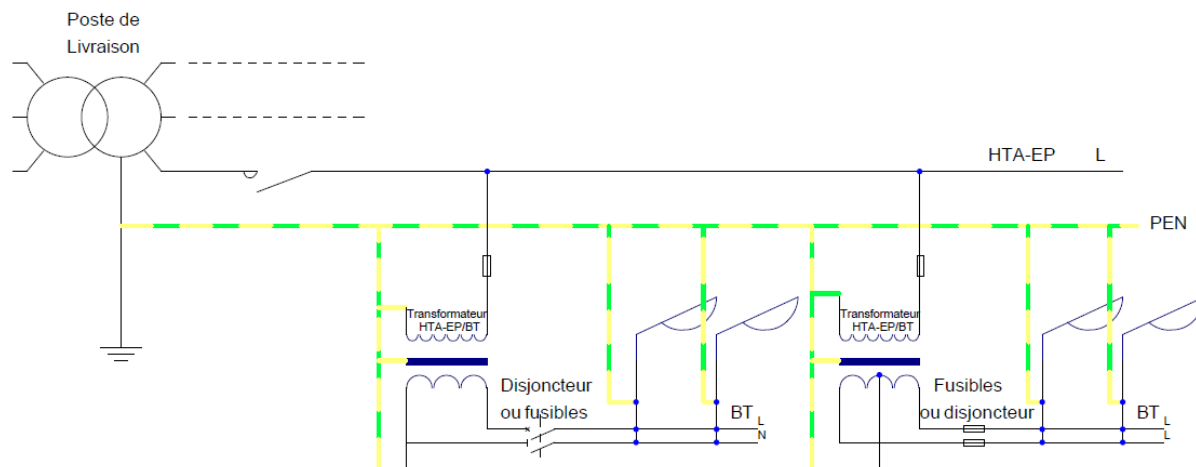 Poste de
Livraison
HTA-EP L
PEN
Transformateur
HTA-EP/BT
Transformateur
HTA-EP/BT
Disjoncteur
ou fusibles
BT
L
N
Fusibles
ou disjoncteur
BT
L
L